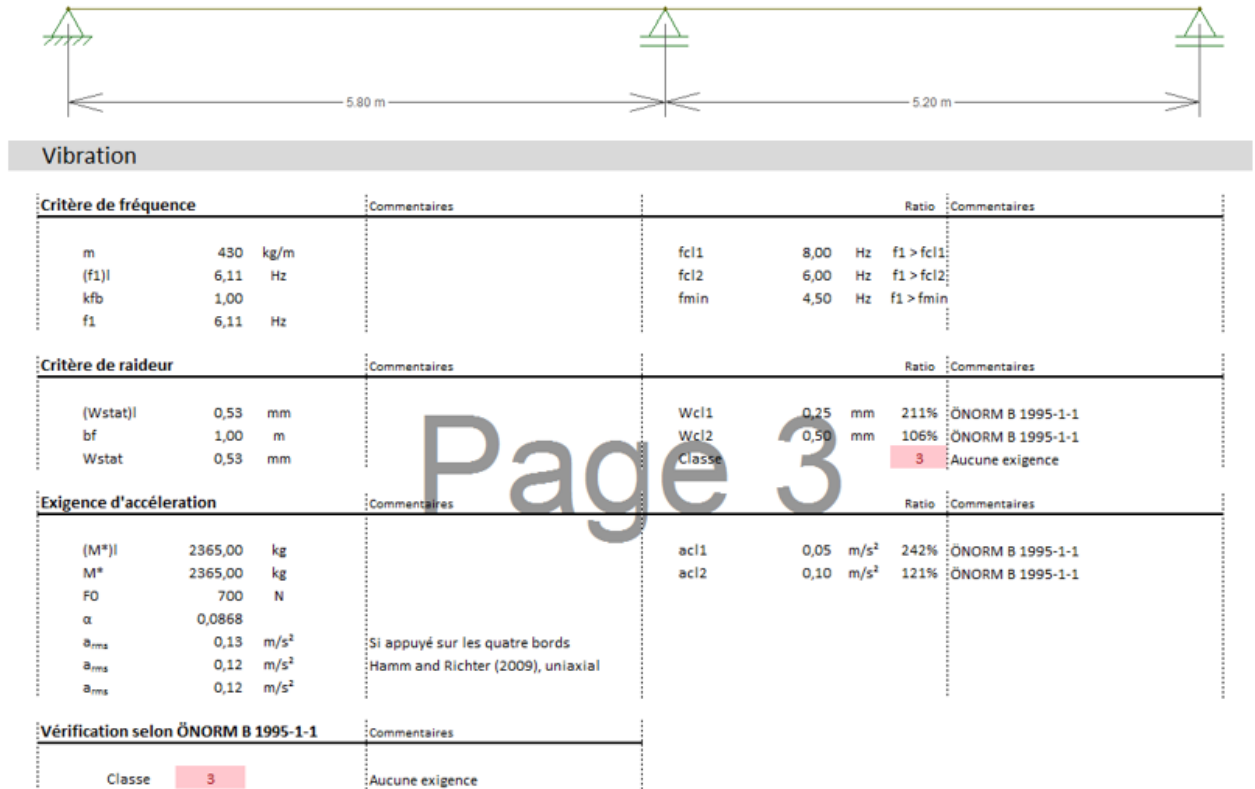 5.80 m
5.20 m
Vibration
Critère de fréquence Commentaires Ratio Commentaires
m 430 kg/m fcl1 8,00 Hz f1 > fcl1
(f1)l 6,11 Hz fcl2 6,00 Hz f1 > fcl2
kfb 1,00 fmin 4,50 Hz f1 > fmin
f1 6,11 Hz
Critère de raideur Commentaires Ratio Commentaires
(Wstat)l 0,53 mm Wcl1 0,25 mm 211% ÖNORM B 1995-1-1
bf 1,00 m Wcl2 0,50 mm 106% ÖNORM B 1995-1-1
Wstat 0,53 mm Classe 3 Aucune exigence
Page 3
Exigence d'accéleration Commentaires Ratio Commentaires
(M*)l 2365,00 kg acl1 0,05 m/s² 242% ÖNORM B 1995-1-1
M* 2365,00 kg acl2 0,10 m/s² 121% ÖNORM B 1995-1-1
F0 700 N
α 0,0868
arms 0,13 m/s² Si appuyé sur les quatre bords
arms 0,12 m/s² Hamm and Richter (2009), uniaxial
arms 0,12 m/s²
Vérification selon ÖNORM B 1995-1-1 Commentaires
Classe 3 Aucune exigence